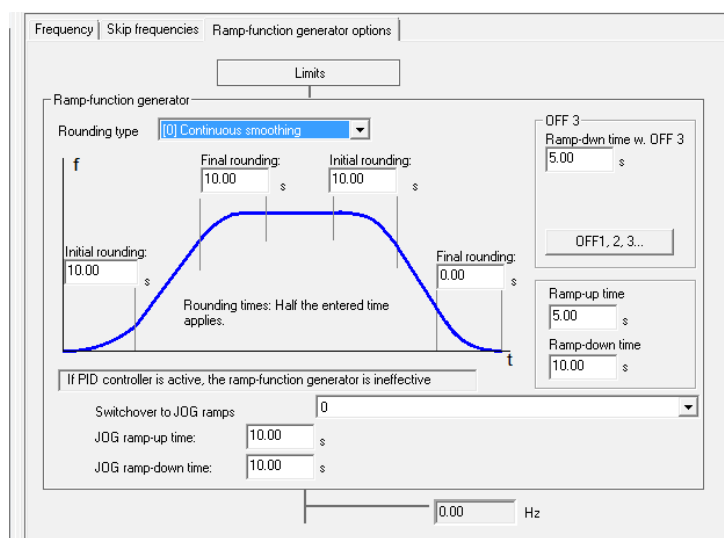 Frequency
Skip frequencies
Ramp-function generator options
Limits
Ramp-function generator
Rounding type
[0] Continuous smoothing
f
Final rounding:
10.00 s
Initial rounding:
10.00 s
Initial rounding:
10.00 s
Final rounding:
0.00 s
Rounding times: Half the entered time
applies.
t
If PID controller is active, the ramp-function generator is ineffective
OFF 3
Ramp-dwn time w. OFF 3
5.00 s
OFF1, 2, 3...
Ramp-up time
5.00 s
Ramp-down time
10.00 s
Switchover to JOG ramps
0
JOG ramp-up time: 10.00 s
JOG ramp-down time: 10.00 s
0.00 Hz